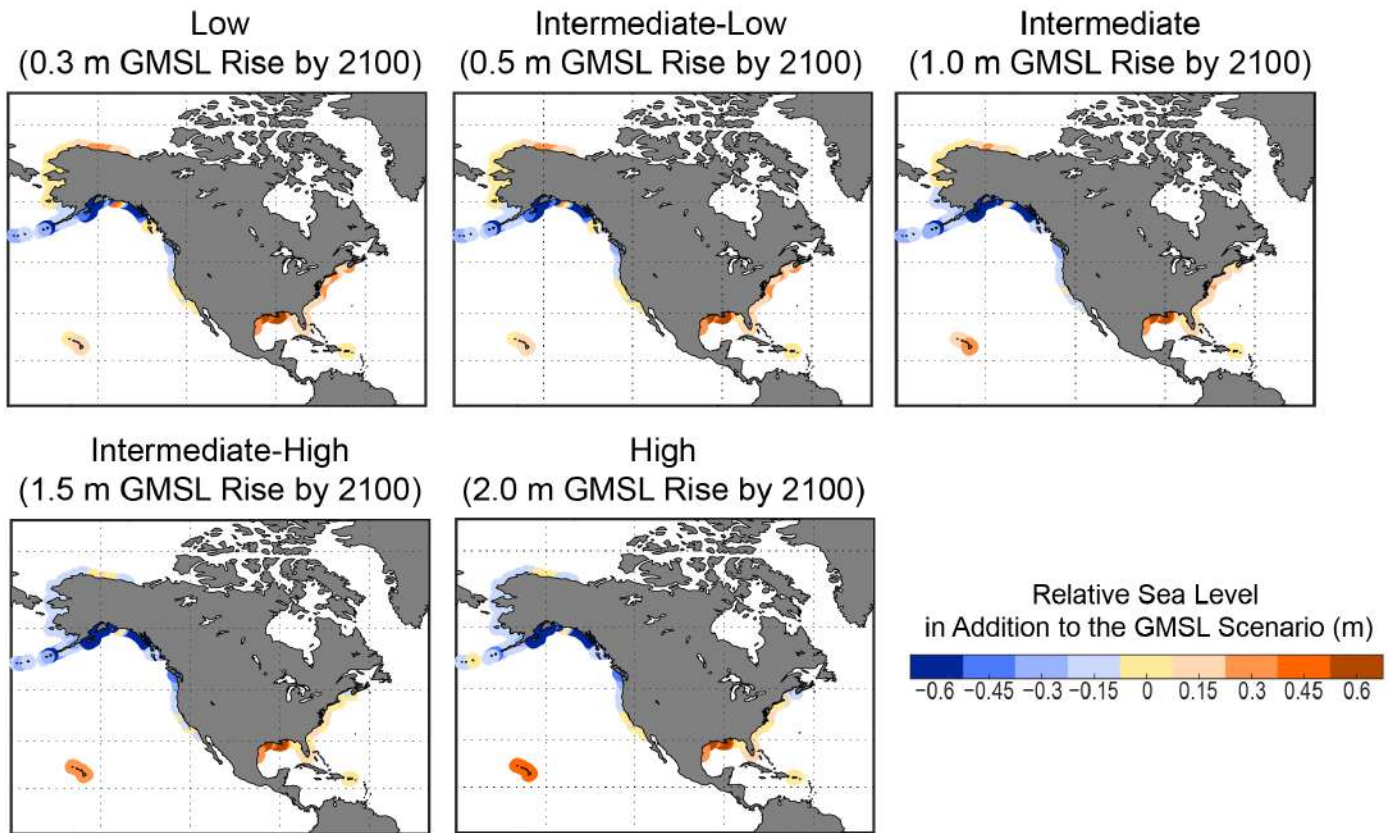 Low
(0.3 m GMSL Rise by 2100)
Intermediate-Low
(0.5 m GMSL Rise by 2100)
Intermediate
(1.0 m GMSL Rise by 2100)
Intermediate-High
(1.5 m GMSL Rise by 2100)
High
(2.0 m GMSL Rise by 2100)
Relative Sea Level
in Addition to the GMSL Scenario (m)
−0.6 −0.45 −0.3 −0.15 0 0.15 0.3 0.45 0.6